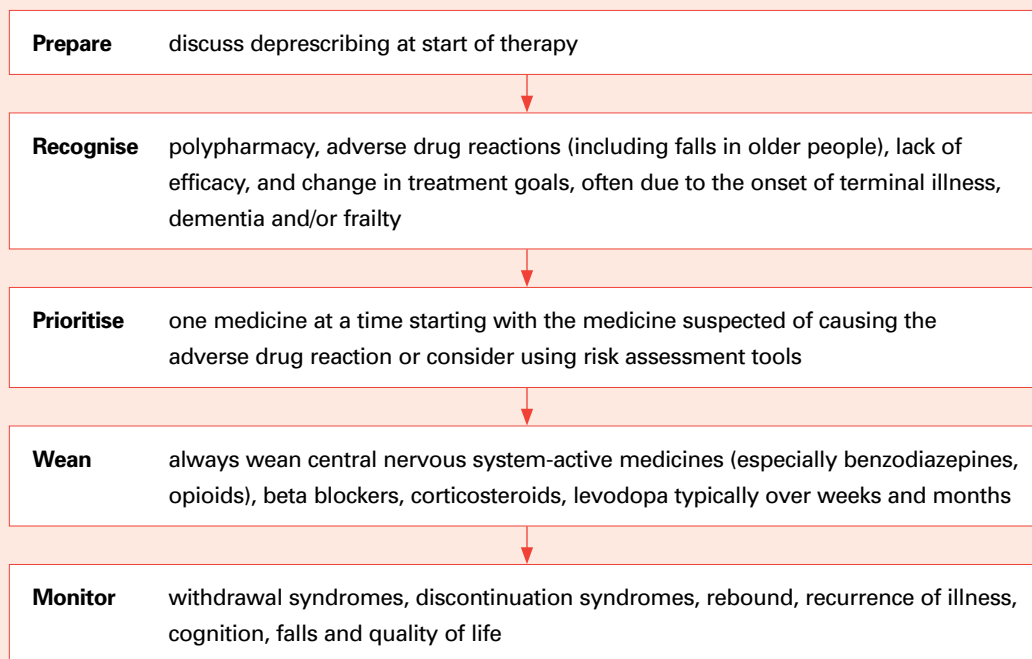 Prepare discuss deprescribing at start of therapy
Recognise polypharmacy, adverse drug reactions (including falls in older people), lack of
efficacy, and change in treatment goals, often due to the onset of terminal illness,
dementia and/or frailty
Prioritise one medicine at a time starting with the medicine suspected of causing the
adverse drug reaction or consider using risk assessment tools
Wean always wean central nervous system-active medicines (especially benzodiazepines,
opioids), beta blockers, corticosteroids, levodopa typically over weeks and months
Monitor withdrawal syndromes, discontinuation syndromes, rebound, recurrence of illness,
cognition, falls and quality of life